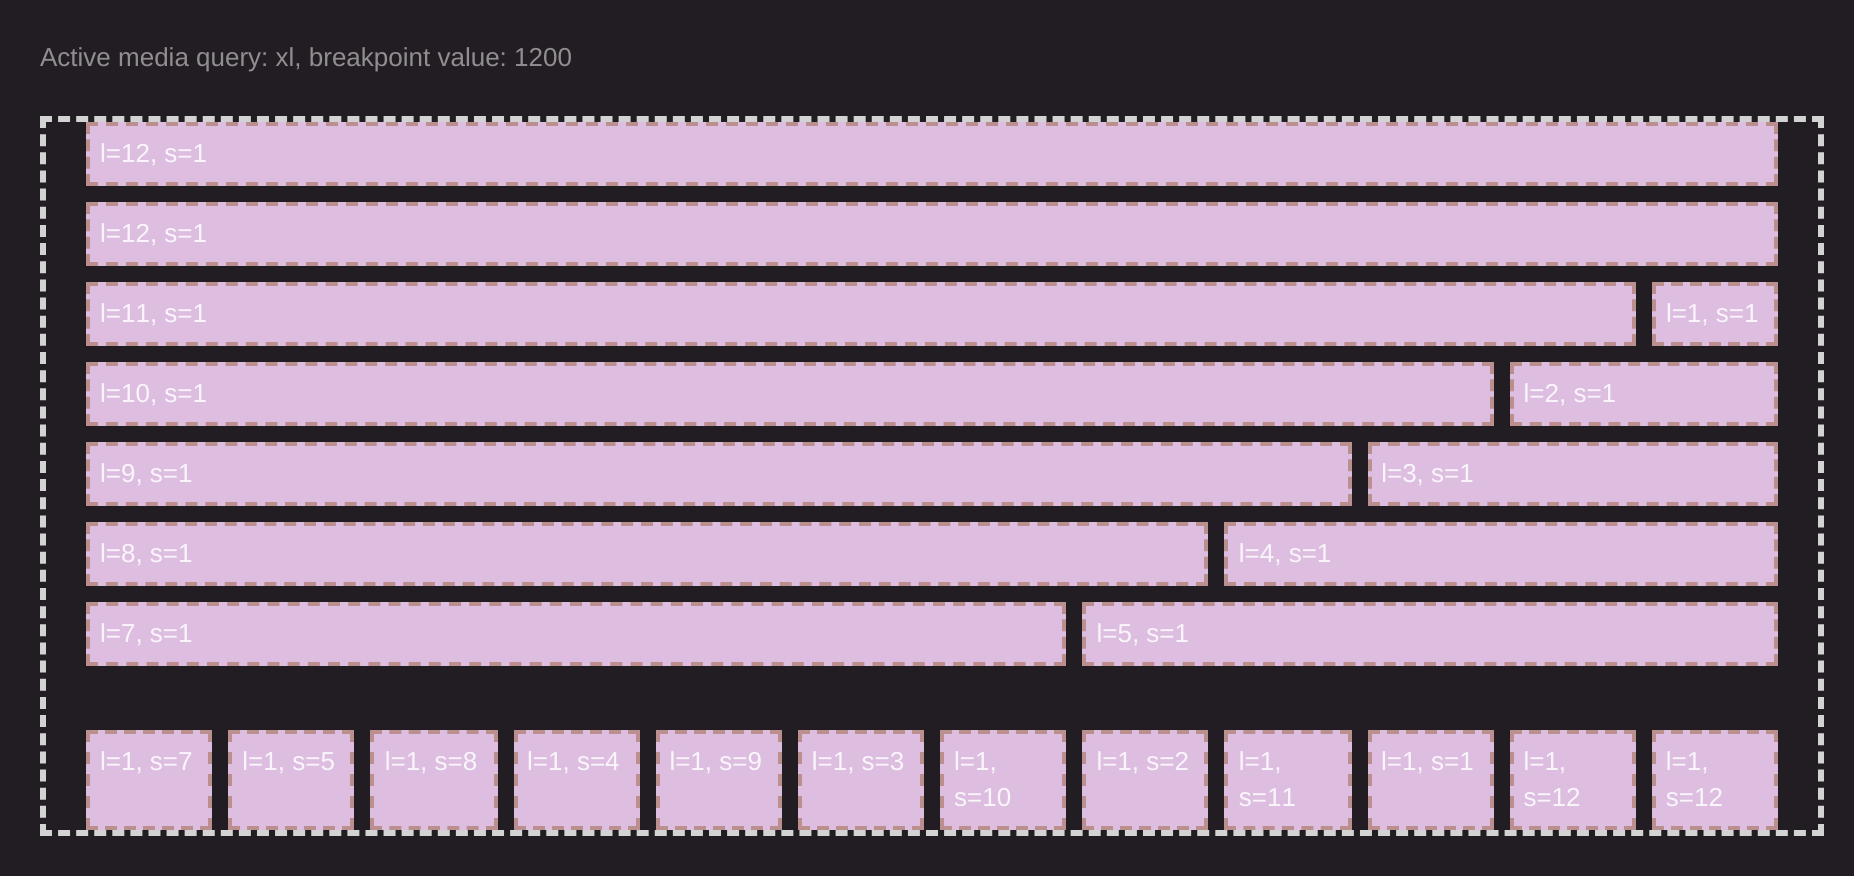 Active media query: xl, breakpoint value: 1200
l=12, s=1
l=12, s=1
l=11, s=1
l=1, s=1
l=10, s=1
l=2, s=1
l=9, s=1
l=3, s=1
l=8, s=1
l=4, s=1
l=7, s=1
l=5, s=1
l=1, s=7
l=1, s=5
l=1, s=8
l=1, s=4
l=1, s=9
l=1, s=3
l=1,
s=10
l=1, s=2
l=1,
s=11
l=1, s=1
l=1,
s=12
l=1,
s=12